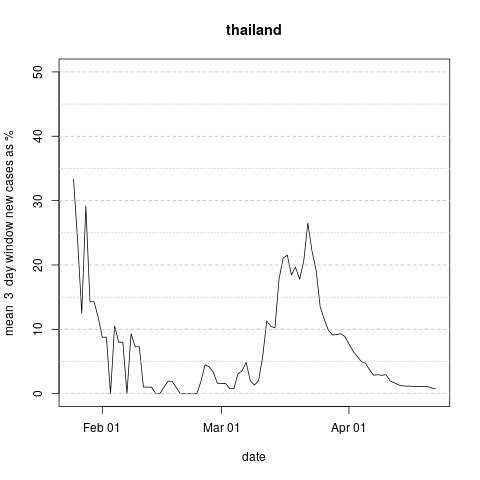 thailand
mean 3 day window new cases as %
50
40
30
20
10
0
Feb 01
Mar 01
Apr 01
date